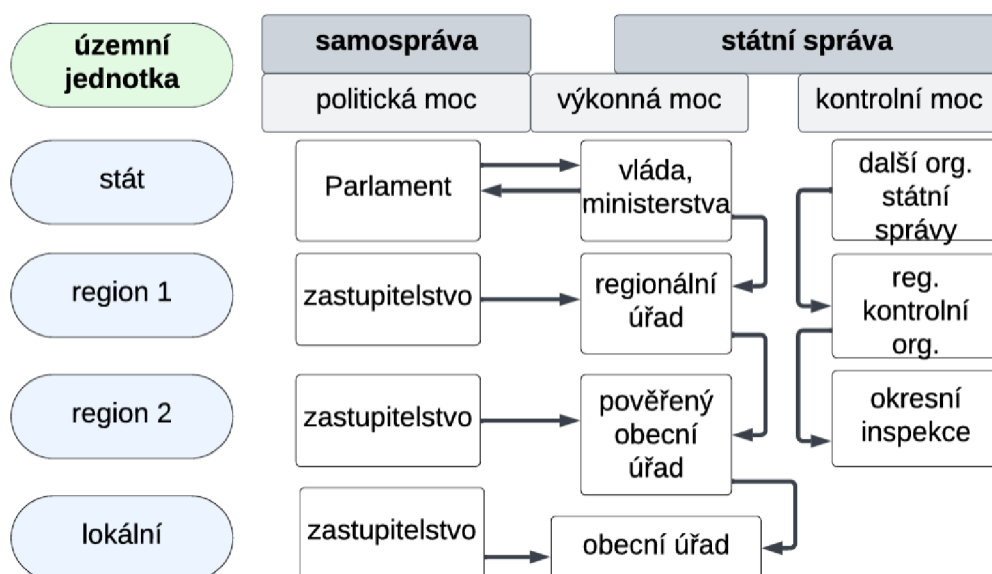 územní
jednotka
samospráva
státní správa
politická moc
výkonná moc
kontrolní moc
stát
Parlament
vláda,
ministerstva
další org.
státní
správy
region 1
zastupitelstvo
regionální
úřad
reg.
kontrolní
org.
region 2
zastupitelstvo
pověřený
obecní
úřad
okresní
inspekce
lokální
zastupitelstvo
obecní úřad